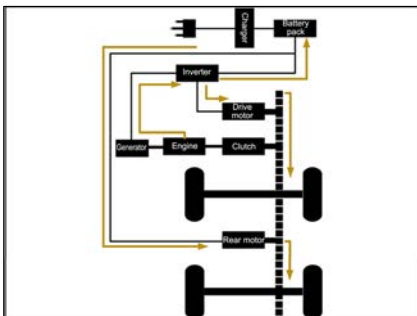 Charger
Battery
pack
Inverter
Drive
motor
Generator
Engine
Clutch
Rear motor